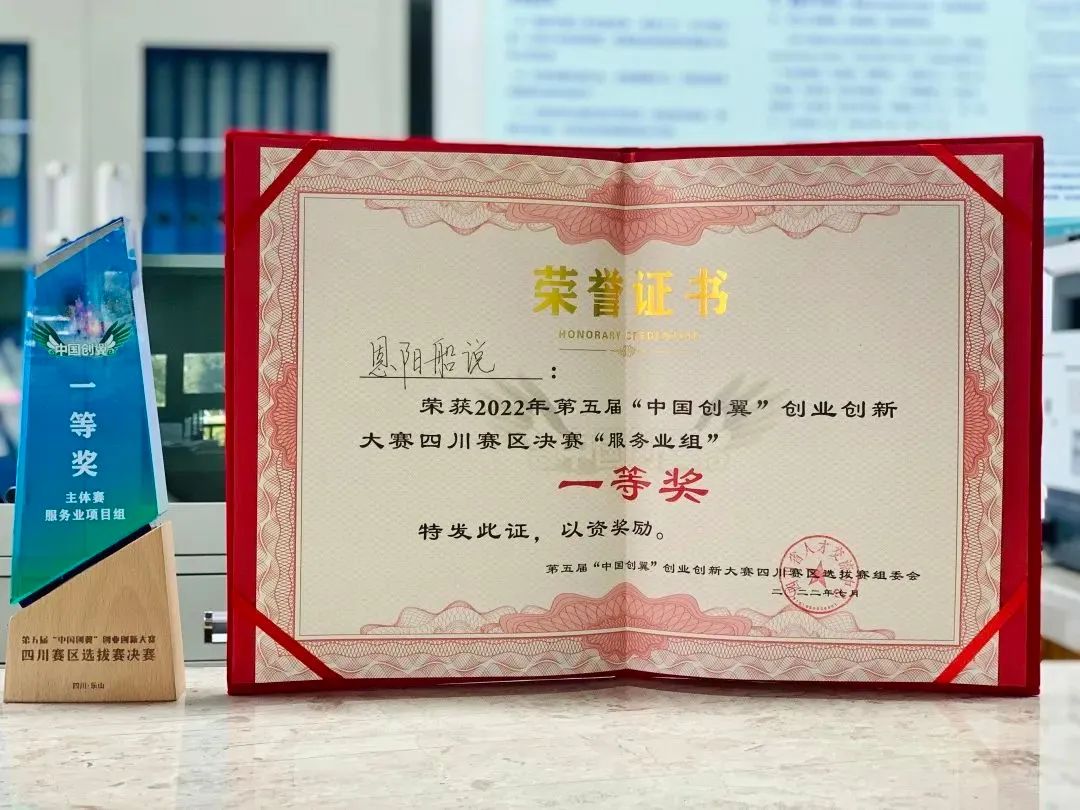 中国创翼
一等奖
主体赛
服务业项目组
第五届“中国创翼”创业创新大赛
四川赛区选拔赛决赛
四川·乐山
荣誉证书
HONORARY CREDENTIAL
恩阳船说：
荣获2022年第五届“中国创翼”创业创新
大赛四川赛区决赛“服务业组”
一等奖
特发此证，以资奖励。
第五届“中国创翼”创业创新大赛四川赛区选拔赛组委会
二〇二二年七月